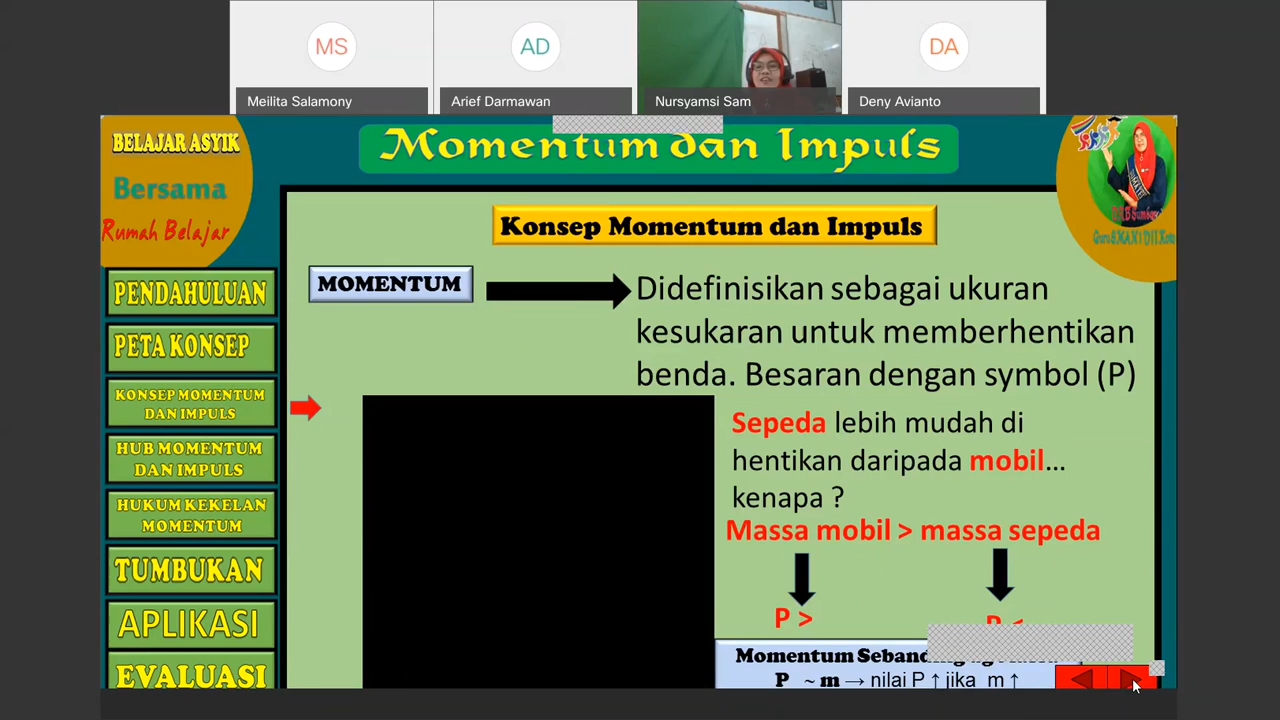 MS
AD
DA
Meilita Salamony
Arief Darmawan
Nursyamsi Sam
Deny Avianto
BELAJAR ASYIK
Bersama
Rumah Belajar
Momentum dan Impuls
Konsep Momentum dan Impuls
PENDAHULUAN
PETA KONSEP
KONSEP MOMENTUM
DAN IMPULS
HUB MOMENTUM
DAN IMPULS
HUKUM KEKELAN
MOMENTUM
TUMBUKAN
APLIKASI
EVALUASI
MOMENTUM
Didefinisikan sebagai ukuran
kesukaran untuk memberhentikan
benda. Besaran dengan symbol (P)
Sepeda lebih mudah di
hentikan daripada mobil...
kenapa ?
Massa mobil > massa sepeda
P >
P <
Momentum
P ~ m → nilai P ↑ jika m ↑